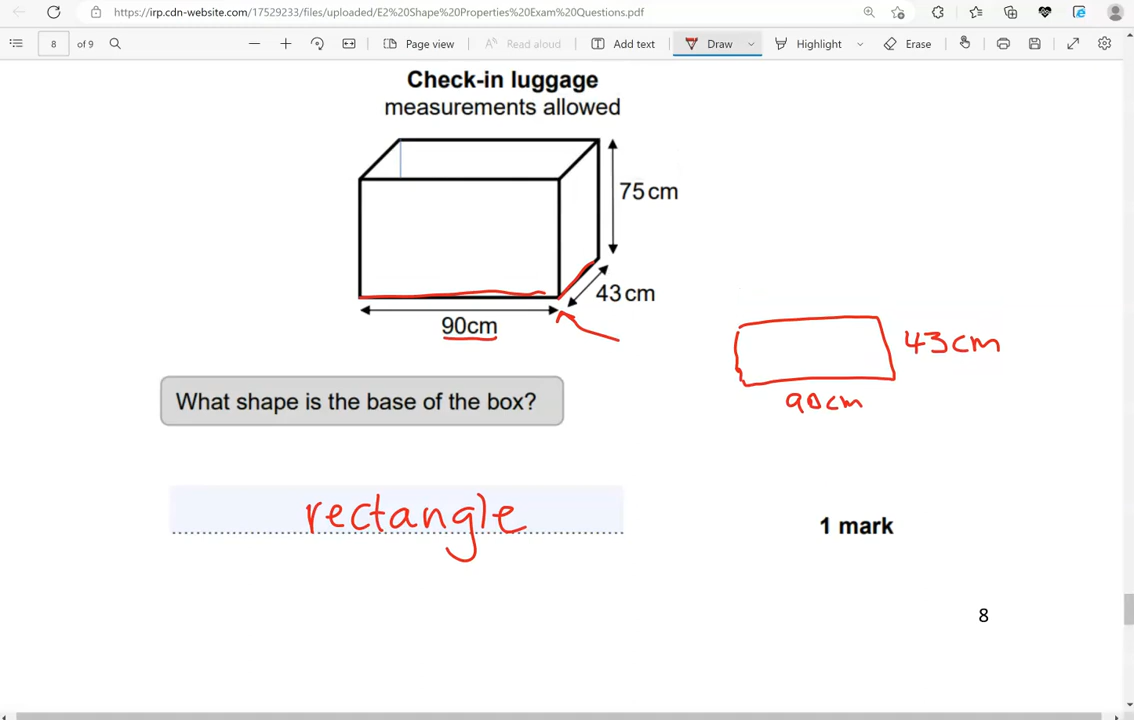 https://irp.cdn-website.com/17529233/files/uploaded/E2%20Shape%20Properties%20Exam%20Questions.pdf
8 of 9
Page view
Read aloud
Add text
Draw
Highlight
Erase
Check-in luggage
measurements allowed
75 cm
43 cm
90cm
43cm
90cm
What shape is the base of the box?
rectangle
1 mark
8